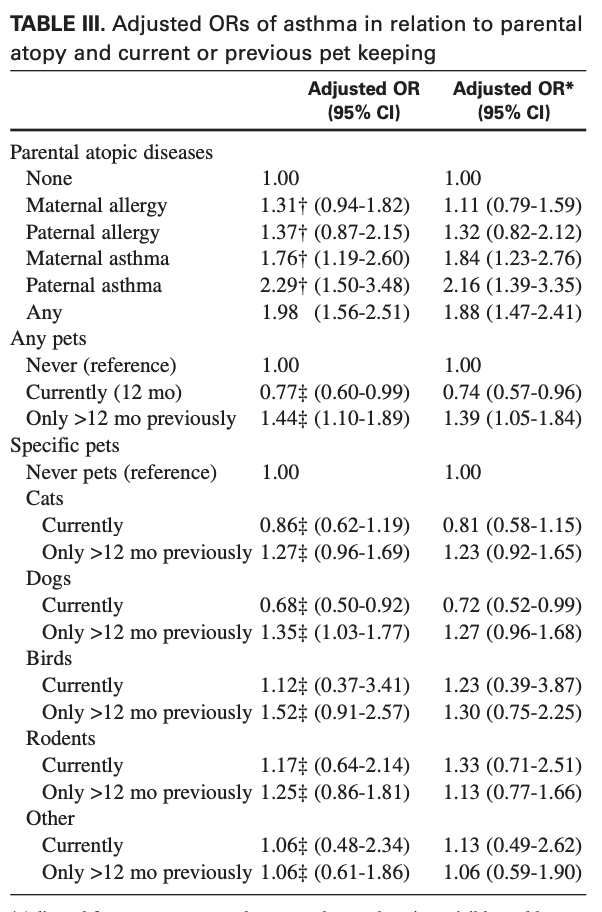 TABLE III. Adjusted ORs of asthma in relation to parental
atopy and current or previous pet keeping
Adjusted OR Adjusted OR*
(95% CI) (95% CI)
Parental atopic diseases
None 1.00 1.00
Maternal allergy 1.31† (0.94-1.82) 1.11 (0.79-1.59)
Paternal allergy 1.37† (0.87-2.15) 1.32 (0.82-2.12)
Maternal asthma 1.76† (1.19-2.60) 1.84 (1.23-2.76)
Paternal asthma 2.29† (1.50-3.48) 2.16 (1.39-3.35)
Any 1.98 (1.56-2.51) 1.88 (1.47-2.41)
Any pets
Never (reference) 1.00 1.00
Currently (12 mo) 0.77‡ (0.60-0.99) 0.74 (0.57-0.96)
Only >12 mo previously 1.44‡ (1.10-1.89) 1.39 (1.05-1.84)
Specific pets
Never pets (reference) 1.00 1.00
Cats
Currently 0.86‡ (0.62-1.19) 0.81 (0.58-1.15)
Only >12 mo previously 1.27‡ (0.96-1.69) 1.23 (0.92-1.65)
Dogs
Currently 0.68‡ (0.50-0.92) 0.72 (0.52-0.99)
Only >12 mo previously 1.35‡ (1.03-1.77) 1.27 (0.96-1.68)
Birds
Currently 1.12‡ (0.37-3.41) 1.23 (0.39-3.87)
Only >12 mo previously 1.52‡ (0.91-2.57) 1.30 (0.75-2.25)
Rodents
Currently 1.17‡ (0.64-2.14) 1.33 (0.71-2.51)
Only >12 mo previously 1.25‡ (0.86-1.81) 1.13 (0.77-1.66)
Other
Currently 1.06‡ (0.48-2.34) 1.13 (0.49-2.62)
Only >12 mo previously 1.06‡ (0.61-1.86) 1.06 (0.59-1.90)